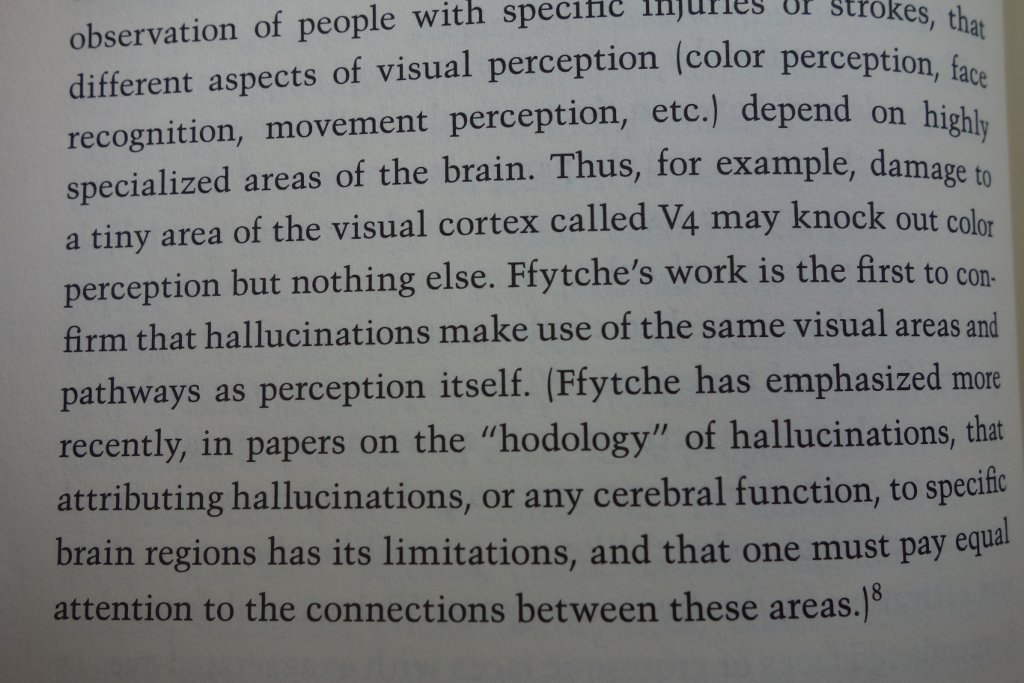 observation of people with specific injuries or strokes, that
different aspects of visual perception (color perception, face
recognition, movement perception, etc.) depend on highly
specialized areas of the brain. Thus, for example, damage to
a tiny area of the visual cortex called V4 may knock out color
perception but nothing else. Ffytche's work is the first to con-
firm that hallucinations make use of the same visual areas and
pathways as perception itself. (Ffytche has emphasized more
recently, in papers on the “hodology” of hallucinations, that
attributing hallucinations, or any cerebral function, to specific
brain regions has its limitations, and that one must pay equal
attention to the connections between these areas.)8